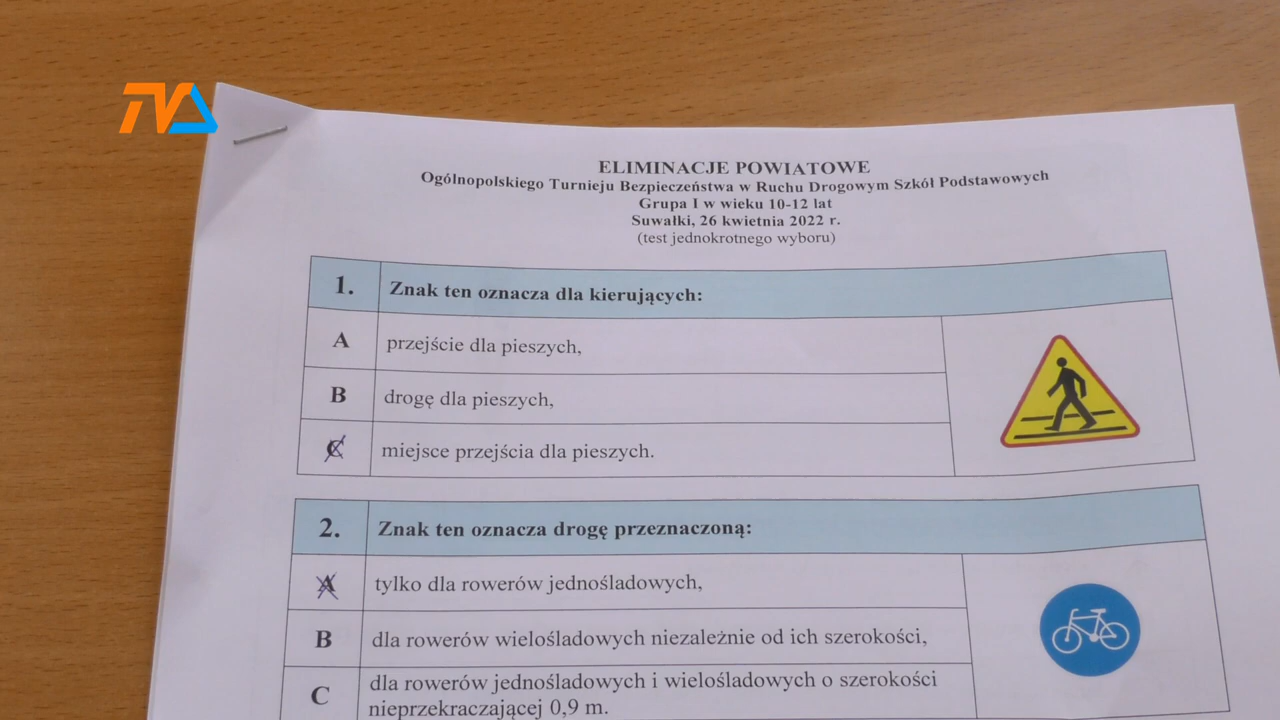 TVA
ELIMINACJE POWIATOWE
Ogólnopolskiego Turnieju Bezpieczeństwa w Ruchu Drogowym Szkół Podstawowych
Grupa I w wieku 10-12 lat
Suwałki, 26 kwietnia 2022 r.
(test jednokrotnego wyboru)
1. Znak ten oznacza dla kierujących:
A przejście dla pieszych,
B drogę dla pieszych,
C miejsce przejścia dla pieszych.
2. Znak ten oznacza drogę przeznaczoną:
A tylko dla rowerów jednośladowych,
B dla rowerów wielośladowych niezależnie od ich szerokości,
C dla rowerów jednośladowych i wielośladowych o szerokości
nieprzekraczającej 0,9 m.